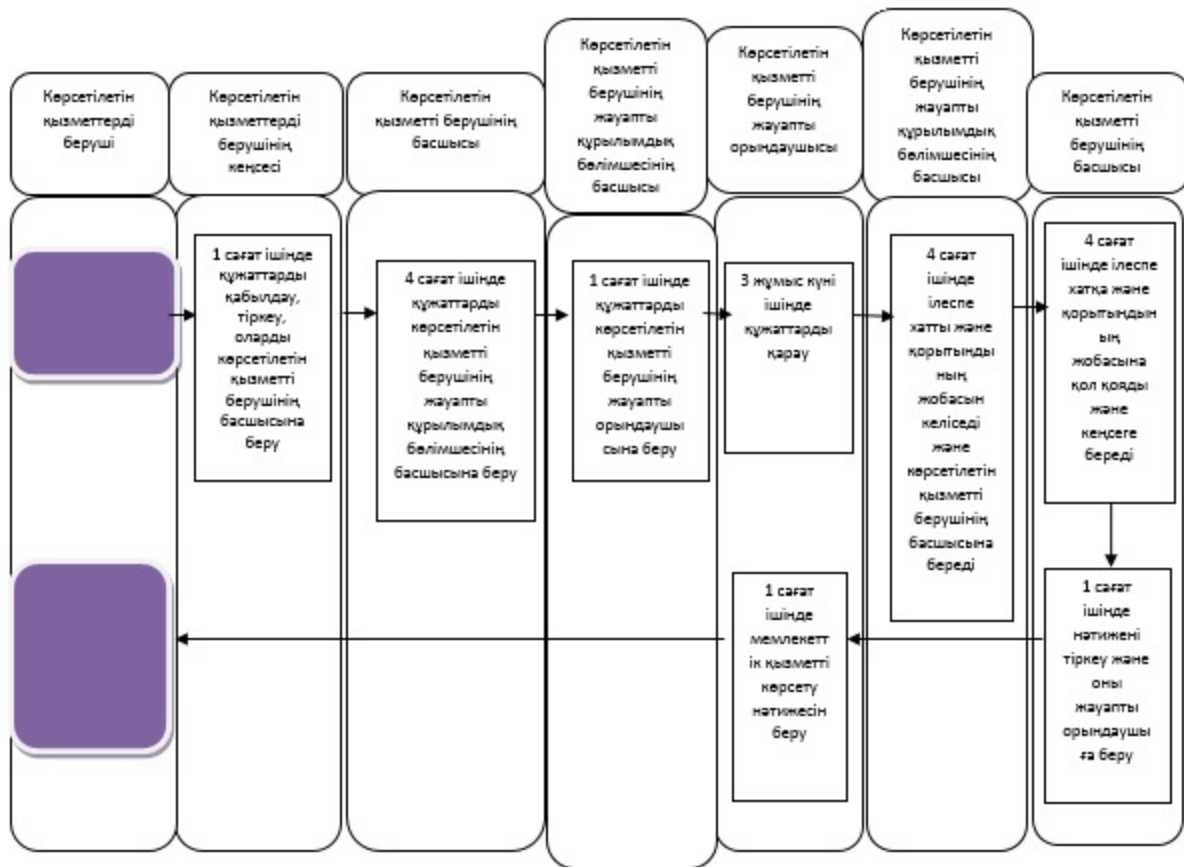 Көрсетілетін
қызметтерді
беруші
Көрсетілетін
қызметтерді
берушінің
кеңсесі
Көрсетілетін
қызметті берушінің
басшысы
Көрсетілетін
қызметті
берушінің
жауапты
құрылымдық
бөлімшесінің
басшысы
Көрсетілетін
қызметті
берушінің
жауапты
орындаушысы
Көрсетілетін
қызметті
берушінің
жауапты
құрылымдық
бөлімшесінің
басшысы
Көрсетілетін
қызметті
берушінің
басшысы
1 сағат ішінде
құжаттарды
қабылдау,
тіркеу,
оларды
көрсетілетін
қызметті
берушінің
басшысына
беру
4 сағат ішінде
құжаттарды
көрсетілетін
қызметті
берушінің
жауапты
құрылымдық
бөлімшесінің
басшысына беру
1 сағат ішінде
құжаттарды
көрсетілетін
қызметті
берушінің
жауапты
орындаушы
сына беру
3 жұмыс күні
ішінде
құжаттарды
қарау
4 сағат
ішінде
ілеспе
хатты және
қорытынды
ның
жобасын
келіседі
және
көрсетілетін
қызметті
берушінің
басшысына
береді
4 сағат
ішінде ілеспе
хатқа және
қорытындын
ың
жобасына
қол қояды
және
кеңсеге
береді
1 сағат
ішінде
мемлекетт
ік қызметті
көрсету
нәтижесін
беру
1 сағат
ішінде
нәтижені
тіркеу және
оны
жауапты
орындаушы
ға беру